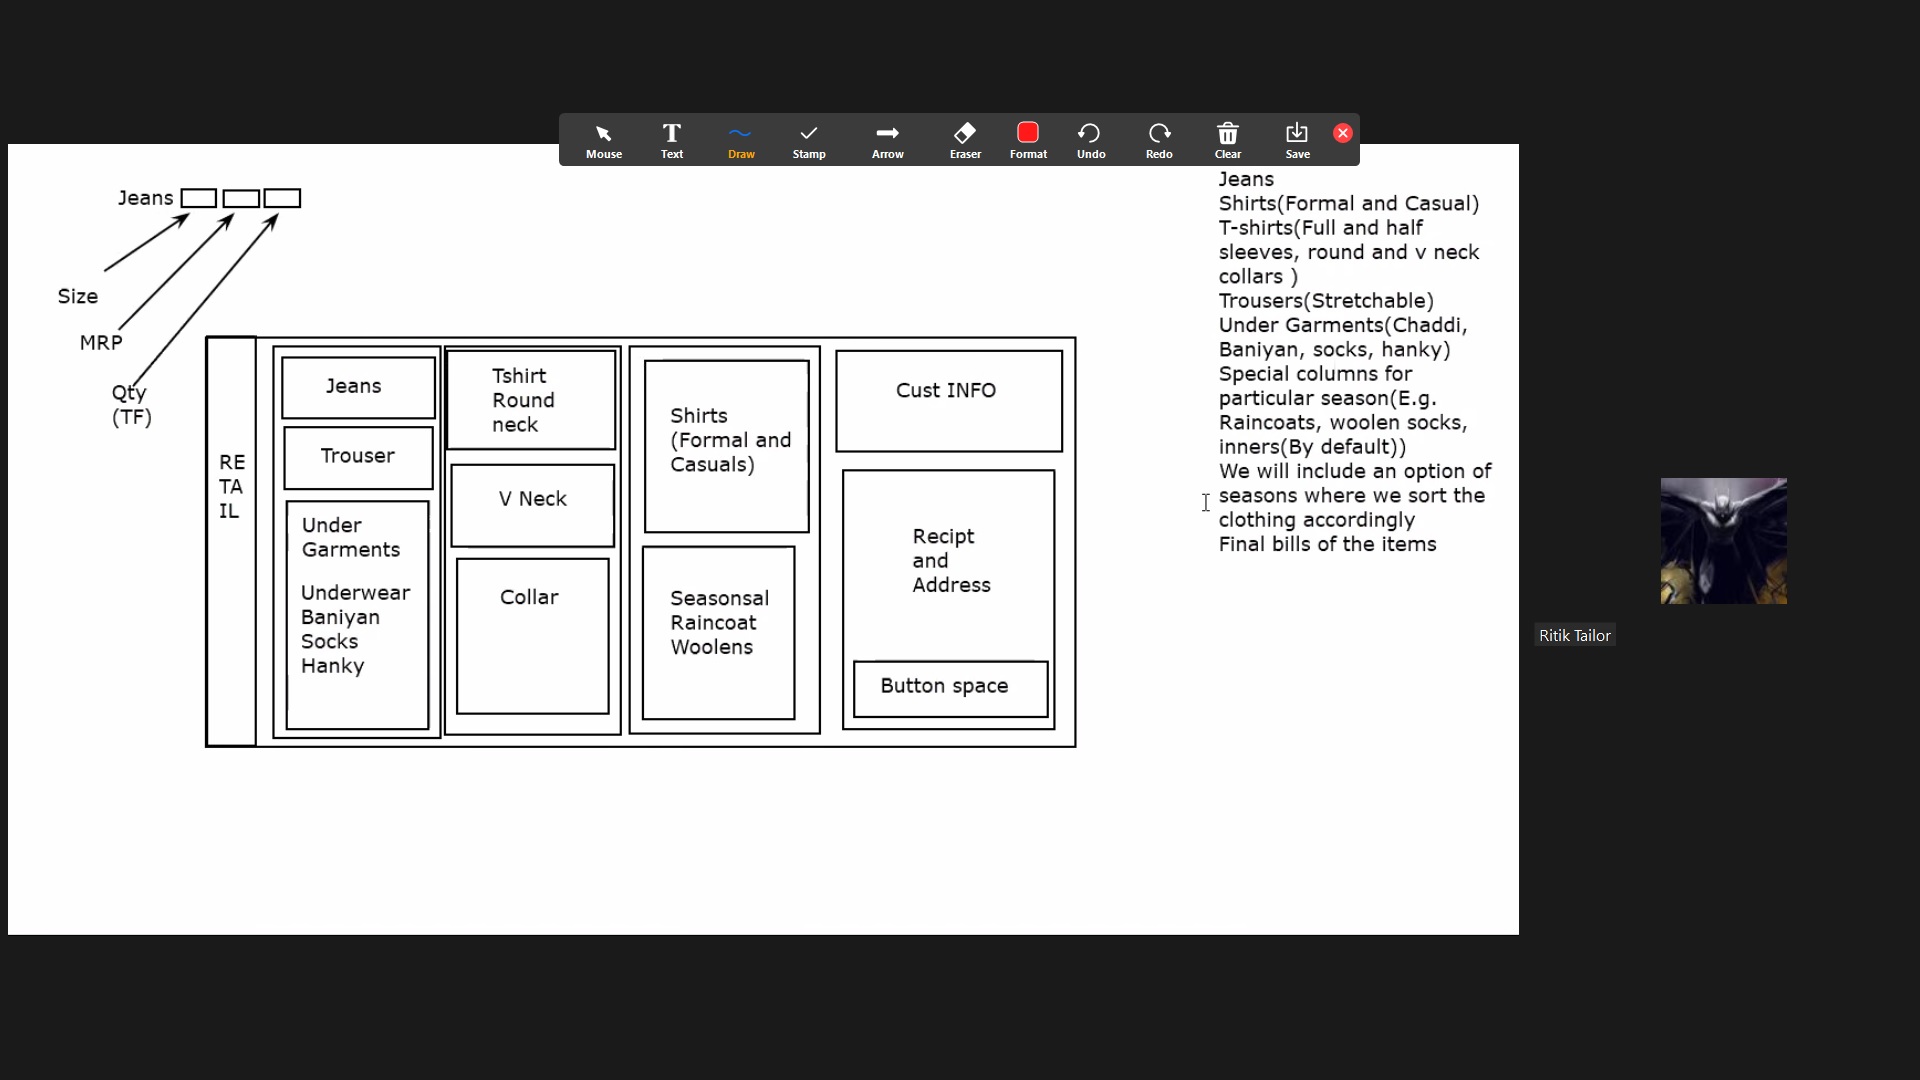 Mouse
Text
Draw
Stamp
Arrow
Eraser
Format
Undo
Redo
Clear
Save
Jeans
Size
MRP
Qty
(TF)
RE
TA
IL
Jeans
Trouser
Under
Garments
Underwear
Baniyan
Socks
Hanky
Tshirt
Round
neck
V Neck
Collar
Shirts
(Formal and
Casuals)
Seasonsal
Raincoat
Woolens
Cust INFO
Recipt
and
Address
Button space
Jeans
Shirts(Formal and Casual)
T-shirts(Full and half
sleeves, round and v neck
collars )
Trousers(Stretchable)
Under Garments(Chaddi,
Baniyan, socks, hanky)
Special columns for
particular season(E.g.
Raincoats, woolen socks,
inners(By default))
We will include an option of
seasons where we sort the
clothing accordingly
Final bills of the items
Ritik Tailor